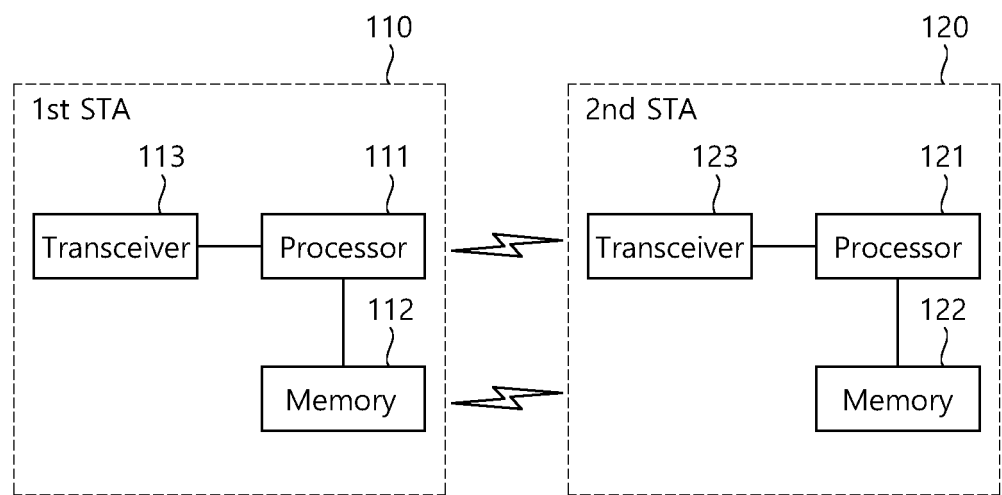 110
120
1st STA
2nd STA
113
111
123
121
Transceiver
Processor
Transceiver
Processor
112
122
Memory
Memory